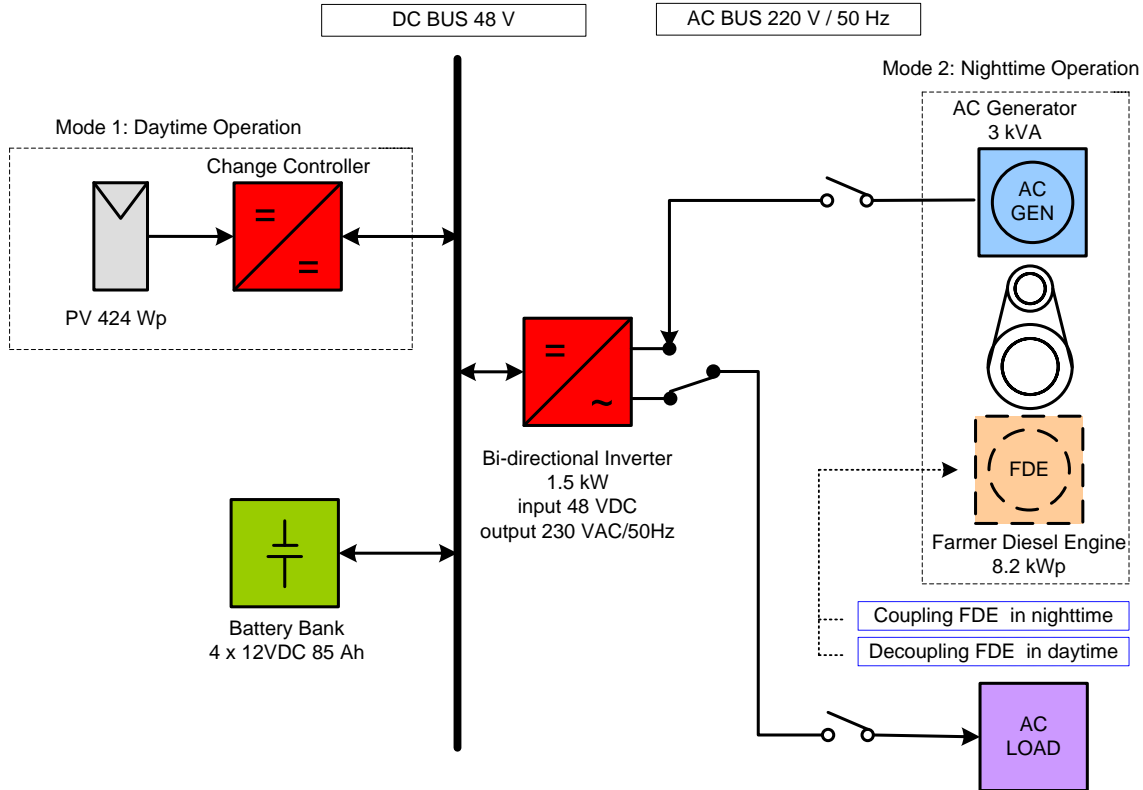 DC BUS 48 V
AC BUS 220 V / 50 Hz
Mode 2: Nighttime Operation
AC Generator
3 kVA
Mode 1: Daytime Operation
Change Controller
=
=
PV 424 Wp
AC
GEN
=
~
Bi-directional Inverter
1.5 kW
input 48 VDC
output 230 VAC/50Hz
FDE
Farmer Diesel Engine
8.2 kWp
Battery Bank
4 x 12VDC 85 Ah
Coupling FDE in nighttime
Decoupling FDE in daytime
AC
LOAD